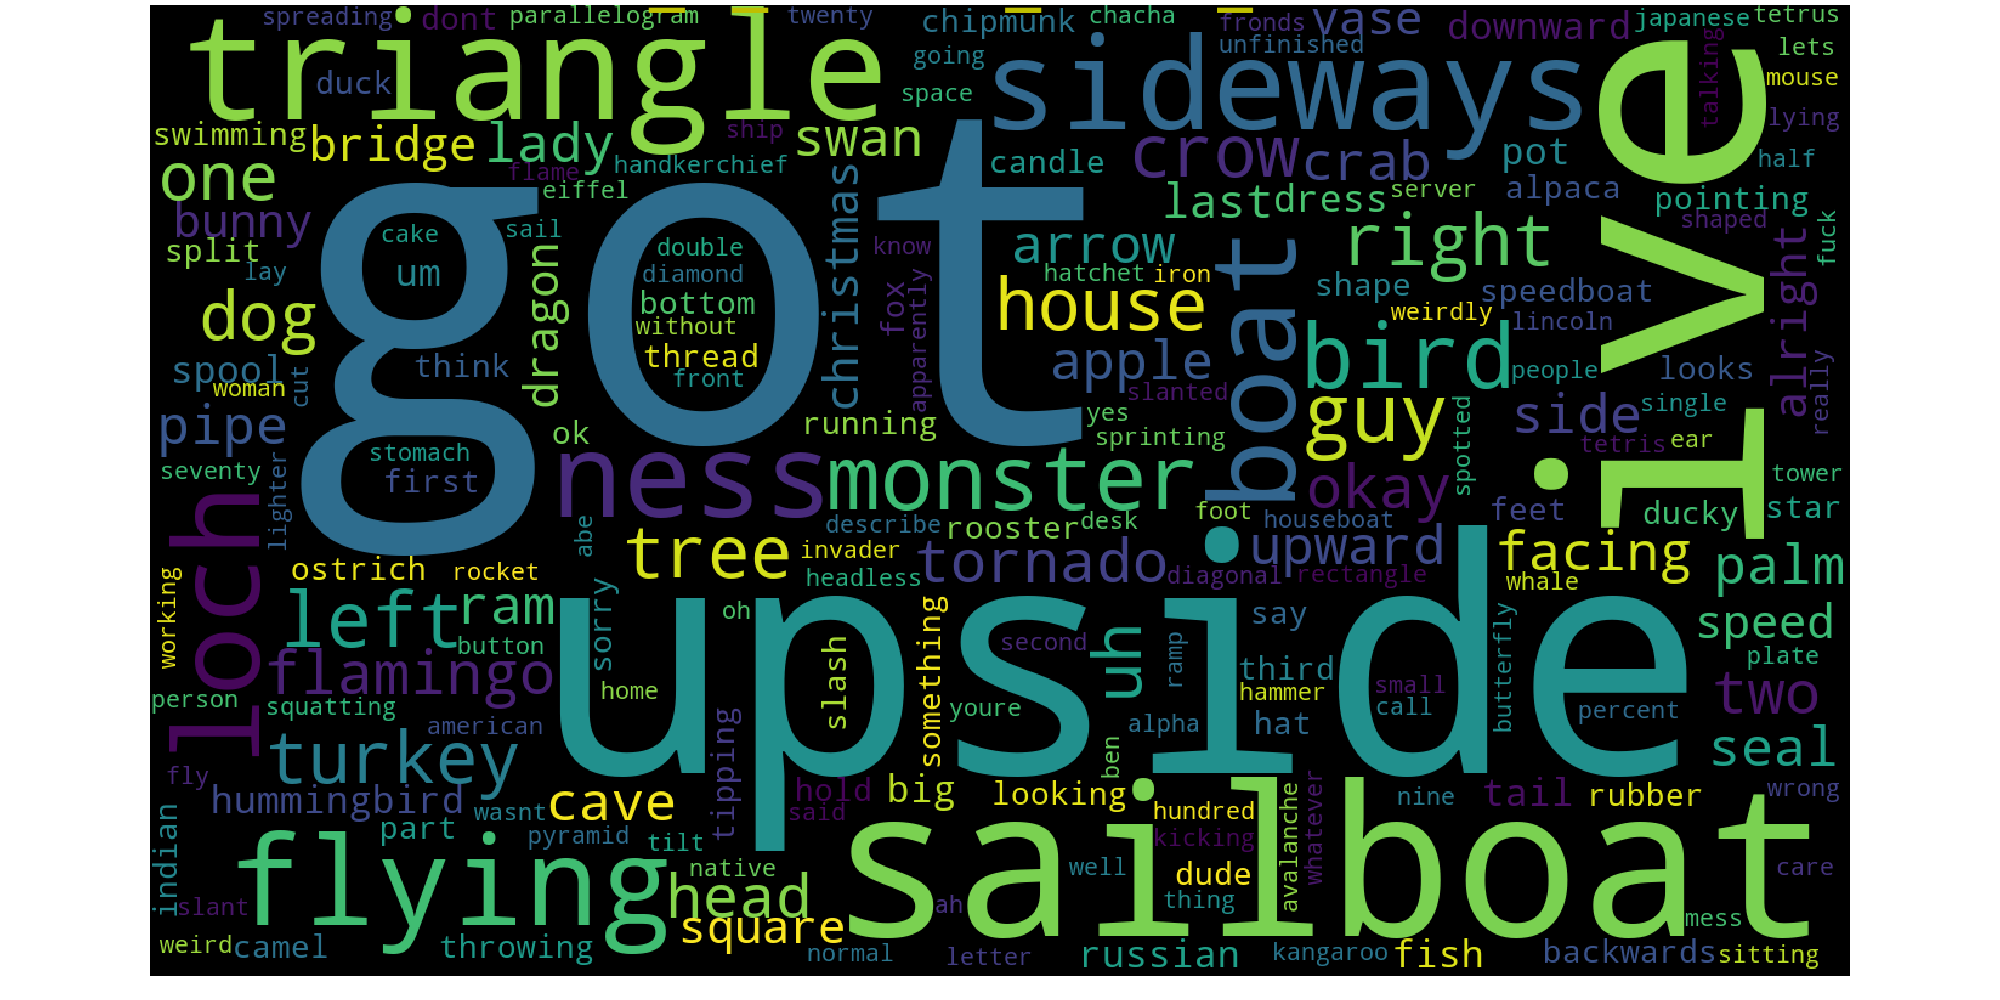 spreading dont parallelogram twenty chipmunk chacha fronds vase downward japanese tetrus
triangle going unfinished talking lets
duck space sideways ive mouse
swimming bridge lady ship swan candle crow crab pot lying
one flame handkerchief half
eiffel christmas last dress server alpaca pointing
bunny cake sail double know arrow right shaped fuck
split lay um dragon diamond hatchet iron shape speedboat alright
dog bottom fox house boat weirdly lincoln
got without
spool think thread apparently apple bird people looks
woman cut front slanted yes guy side single really
pipe ok running sprinting spotted tetris ear
seventy stomach first ness monster okay tower
loch lighter describe rooster desk foot houseboat feet ducky star
abe tree invader tornado upward facing
working ostrich rocket headless diagonal rectangle whale palm
left ram sorry oh something second uh ramp say butterfly speed
flamingo button home slash third plate
person squatting youre hammer small call percent two
american upside alpha hat seal
turkey tipping ben
fly hummingbird cave hold big looking hundred nine tail rubber wrong
indian wasnt said avalanche whatever
part pyramid tilt kicking
flying native well dude sailboat care
slant head ah thing mess
weird camel throwing square normal letter russian kangaroo fish backwards sitting